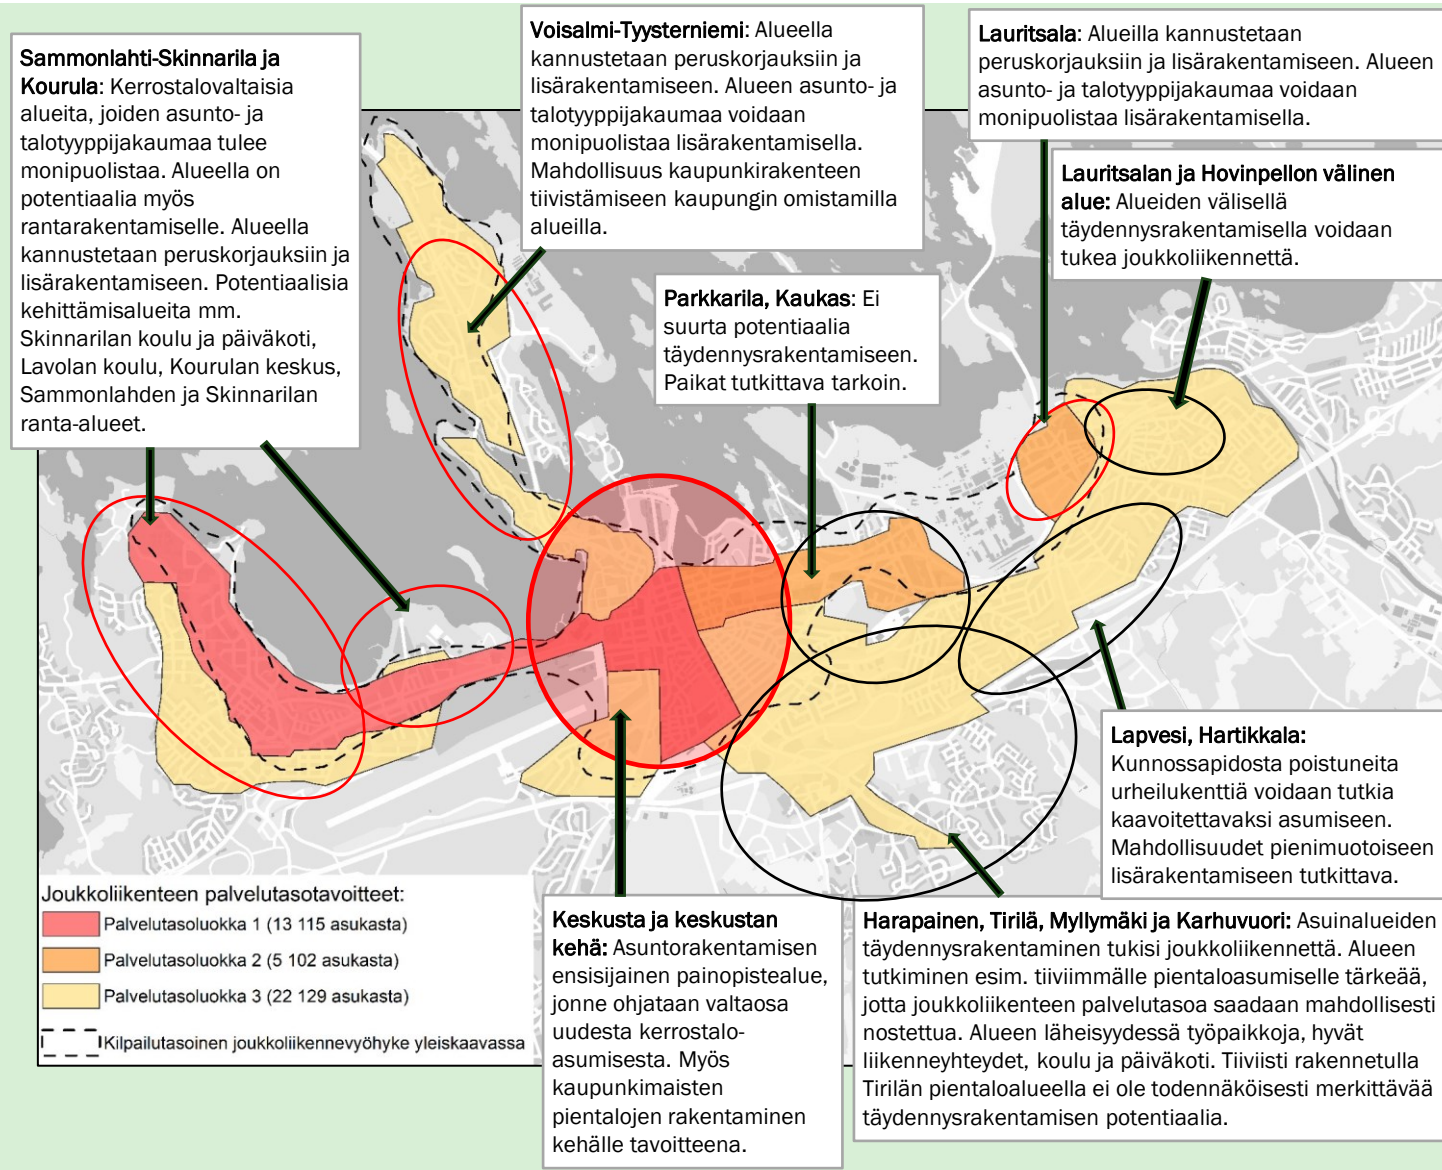 Sammonlahti-Skinnarila ja
Kourula: Kerrostalovaltaisia
alueita, joiden asunto- ja
talotyyppijakaumaa tulee
monipuolistaa. Alueella on
potentiaalia myös
rantarakentamiselle. Alueella
kannustetaan peruskorjauksiin ja
lisärakentamiseen. Potentiaalisia
kehittämisalueita mm.
Skinnarilan koulu ja päiväkoti,
Lavolan koulu, Kourulan keskus,
Sammonlahden ja Skinnarilan
ranta-alueet.
Voisalmi-Tyysterniemi: Alueella
kannustetaan peruskorjauksiin ja
lisärakentamiseen. Alueen asunto- ja
talotyyppijakaumaa voidaan
monipuolistaa lisärakentamisella.
Mahdollisuus kaupunkirakenteen
tiivistämiseen kaupungin omistamilla
alueilla.
Lauritsala: Alueilla kannustetaan
peruskorjauksiin ja lisärakentamiseen. Alueen
asunto- ja talotyyppijakaumaa voidaan
monipuolistaa lisärakentamisella.
Lauritsalan ja Hovinpellon välinen
alue: Alueiden välisellä
täydennysrakentamisella voidaan
tukea joukkoliikennettä.
Parkkarila, Kaukas: Ei
suurta potentiaalia
täydennysrakentamiseen.
Paikat tutkittava tarkoin.
Lapvesi, Hartikkala:
Kunnossapidosta poistuneita
urheilukenttiä voidaan tutkia
kaavoitettavaksi asumiseen.
Mahdollisuudet pienimuotoiseen
lisärakentamiseen tutkittava.
Joukkoliikenteen palvelutasotavoitteet:
Palvelutasoluokka 1 (13 115 asukasta)
Palvelutasoluokka 2 (5 102 asukasta)
Palvelutasoluokka 3 (22 129 asukasta)
Kilpailutasoinen joukkoliikennevyöhyke yleiskaavassa
Keskusta ja keskustan
kehä: Asuntorakentamisen
ensisijainen painopistealue,
jonne ohjataan valtaosa
uudesta kerrostalo-
asumisesta. Myös
kaupunkimaisten
pientalojen rakentaminen
kehälle tavoitteena.
Harapainen, Tirilä, Myllymäki ja Karhuvuori: Asuinalueiden
täydennysrakentaminen tukisi joukkoliikennettä. Alueen
tutkiminen esim. tiiviimmälle pientaloasumiselle tärkeää,
jotta joukkoliikenteen palvelutasoa saadaan mahdollisesti
nostettua. Alueen läheisyydessä työpaikkoja, hyvät
liikenneyhteydet, koulu ja päiväkoti. Tiiviisti rakennetulla
Tirilän pientaloalueella ei ole todennäköisesti merkittävää
täydennysrakentamisen potentiaalia.